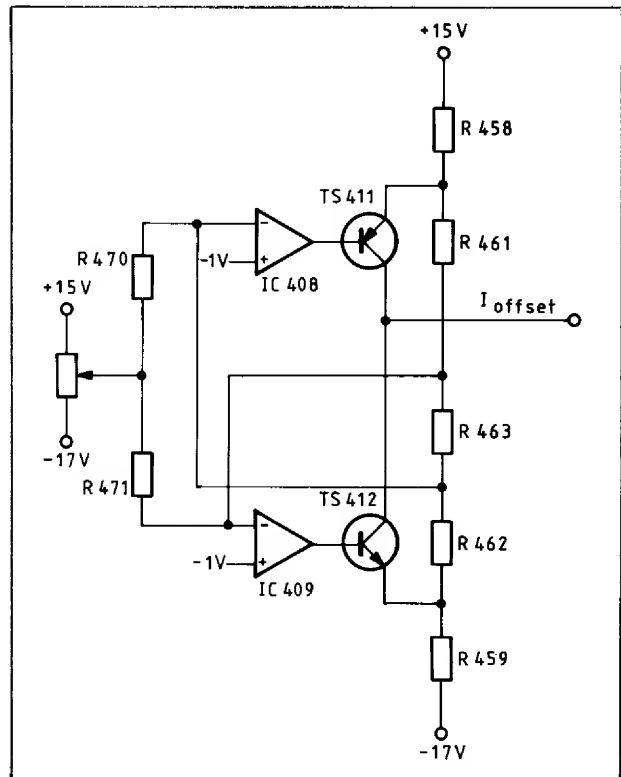 +15V
R 458
TS 411
R 461
R 470
-1V
IC 408
+15V
I offset
-17V
R 463
R 471
TS 412
R 462
-1V
IC 409
R 459
-17V